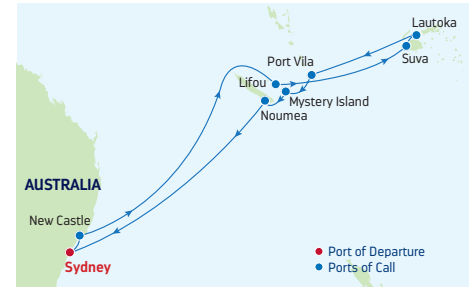 Lautoka
Port Vila
Suva
Lifou
Mystery Island
Noumea
AUSTRALIA
New Castle
Sydney
Port of Departure
Ports of Call